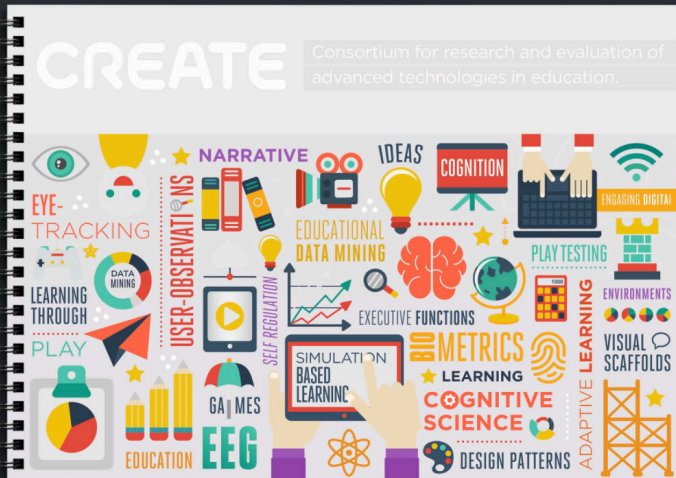 CREATE
Consortium for research and evaluation of
advanced technologies in education.
NARRATIVE
IDEAS
COGNITION
ENGAGING DIGITAL
EYE-
TRACKING
USER-OBSERVATIONS
EDUCATIONAL
DATA MINING
PLAY TESTING
DATA
MINING
LEARNING
THROUGH
PLAY
SELF REGULATION
EXECUTIVE FUNCTIONS
1000
ENVIRONMENTS
BIOMETRICS
VISUAL
SCAFFOLDS
SIMULATION
BASED
LEARNING
LEARNING
COGNITIVE
SCIENCE
ADAPTIVE LEARNING
GAMES
EEG
EDUCATION
DESIGN PATTERNS